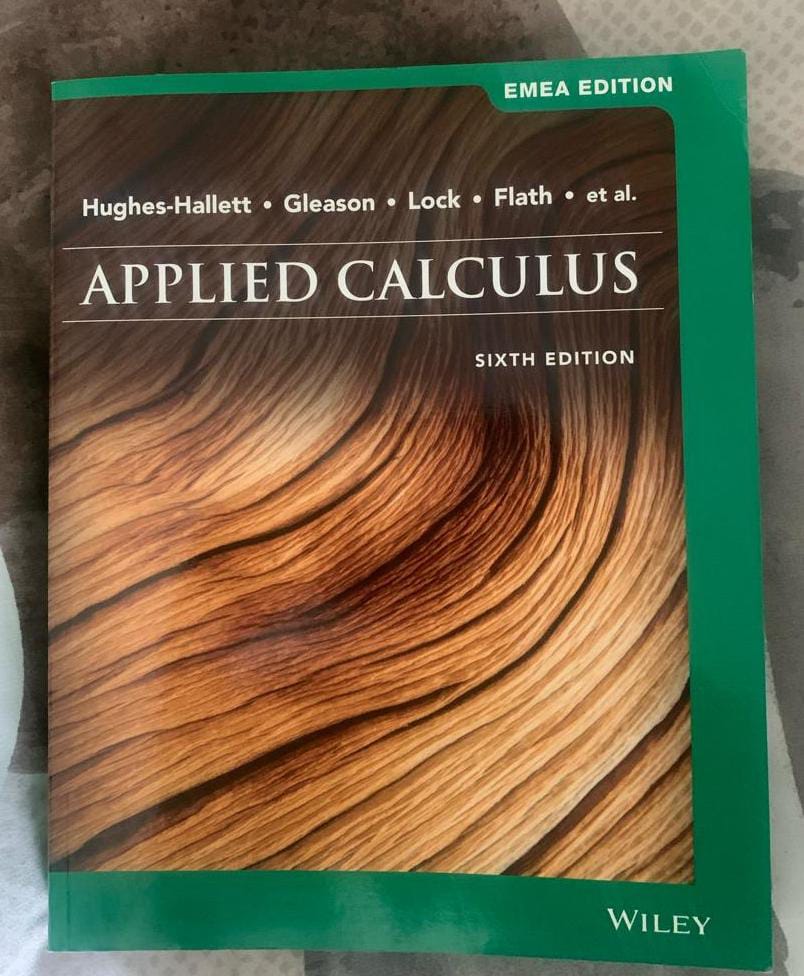 EMEA EDITION
Hughes-Hallett • Gleason • Lock • Flath • et al.
APPLIED CALCULUS
SIXTH EDITION
WILEY